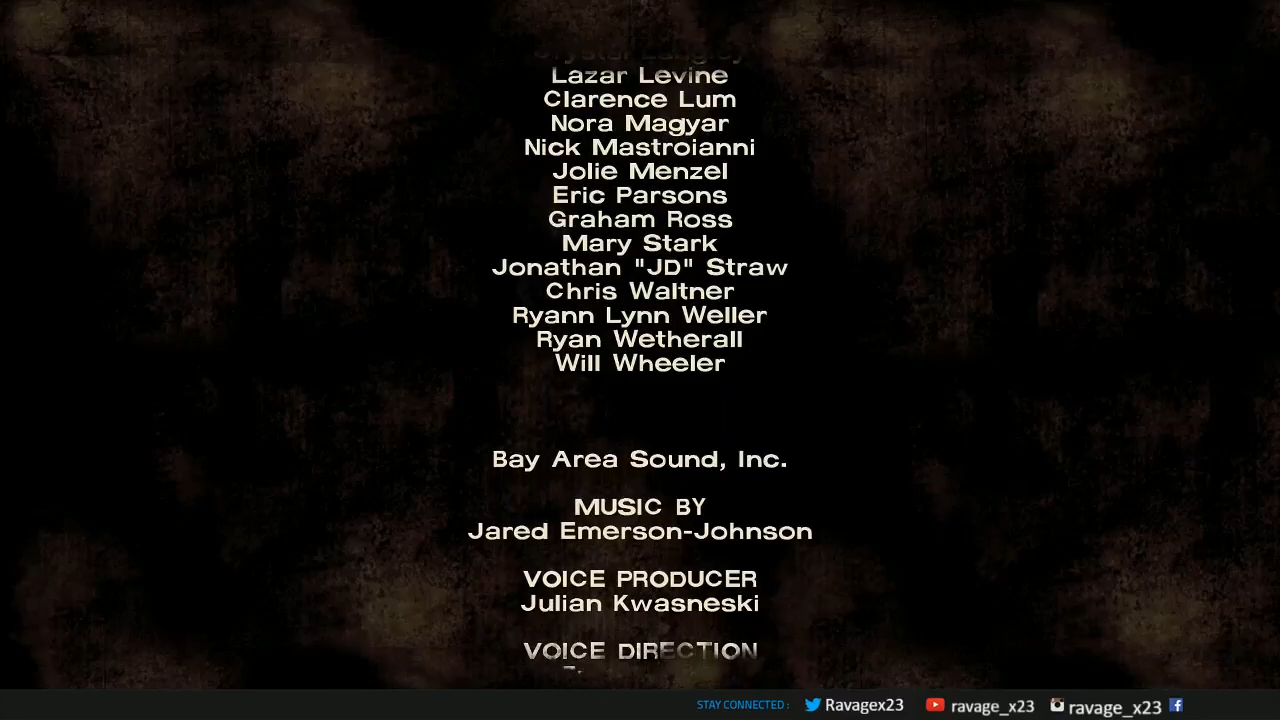 Lazar Levine
Clarence Lum
Nora Magyar
Nick Mastroianni
Jolie Menzel
Eric Parsons
Graham Ross
Mary Stark
Jonathan "JD" Straw
Chris Waltner
Ryann Lynn Weller
Ryan Wetherall
Will Wheeler
Bay Area Sound, Inc.
MUSIC BY
Jared Emerson-Johnson
VOICE PRODUCER
Julian Kwasneski
VOICE DIRECTION
STAY CONNECTED : Ravagex23 ravage_x23 ravage_x23